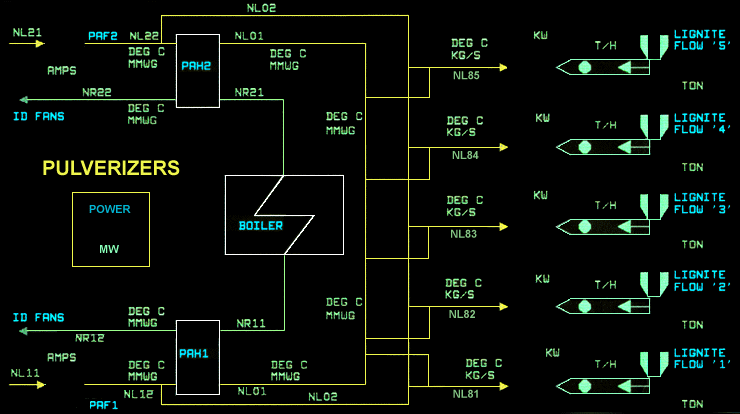 NL02
NL21
PAF2
NL22
NL01
DEG C
MMWG
PAH2
DEG C
MMWG
AMPS
NR22
NR21
ID FANS
DEG C
MMWG
DEG C
MMWG
DEG C
KG/S
NL85
KW
T/H
LIGNITE
FLOW '5'
TON
DEG C
KG/S
NL84
KW
T/H
LIGNITE
FLOW '4'
TON
PULVERIZERS
POWER
MW
BOILER
DEG C
KG/S
NL83
KW
T/H
LIGNITE
FLOW '3'
TON
ID FANS
DEG C
MMWG
NR12
NR11
DEG C
MMWG
DEG C
KG/S
NL82
KW
T/H
LIGNITE
FLOW '2'
TON
AMPS
PAH1
NL11
DEG C
MMWG
NL12
PAF1
DEG C
MMWG
NL01
NL02
DEG C
KG/S
NL81
KW
T/H
LIGNITE
FLOW '1'
TON